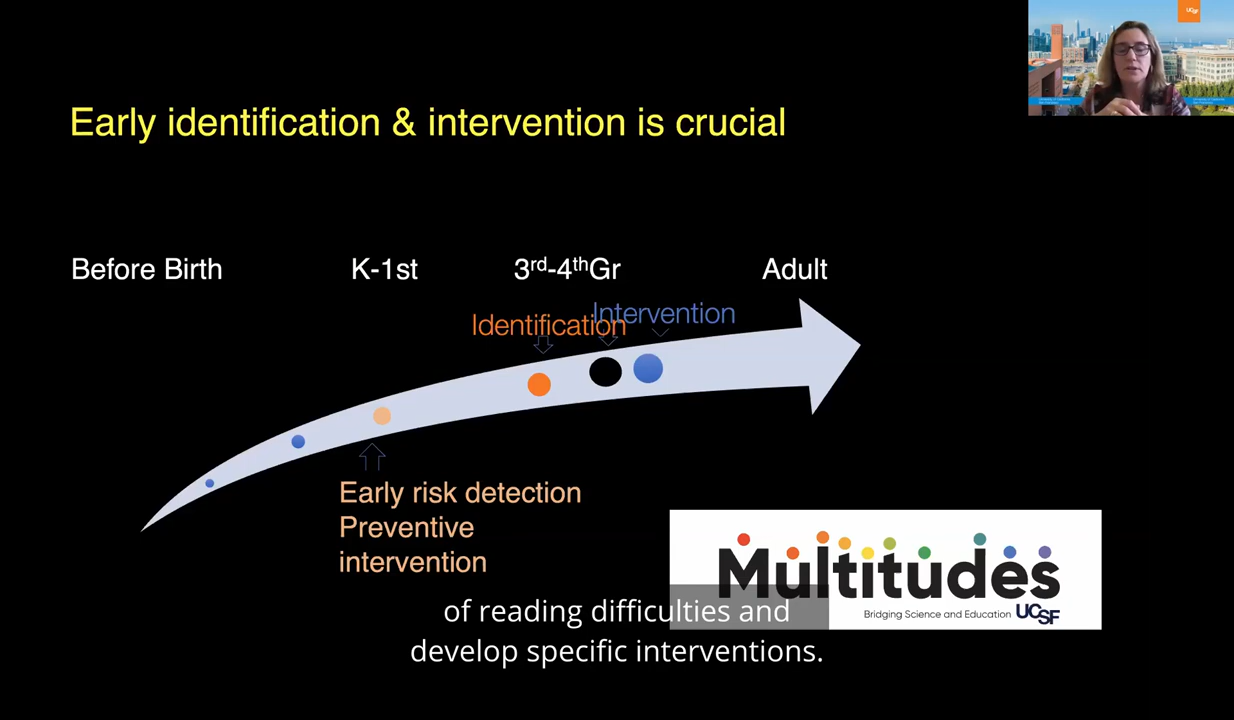 UCSF
Early identification & intervention is crucial
Before Birth
K-1st
3rd-4thGr
Adult
Identification
Intervention
Early risk detection
Preventive
intervention
Multitudes
Bridging Science and Education UCSF
of reading difficulties and
develop specific interventions.